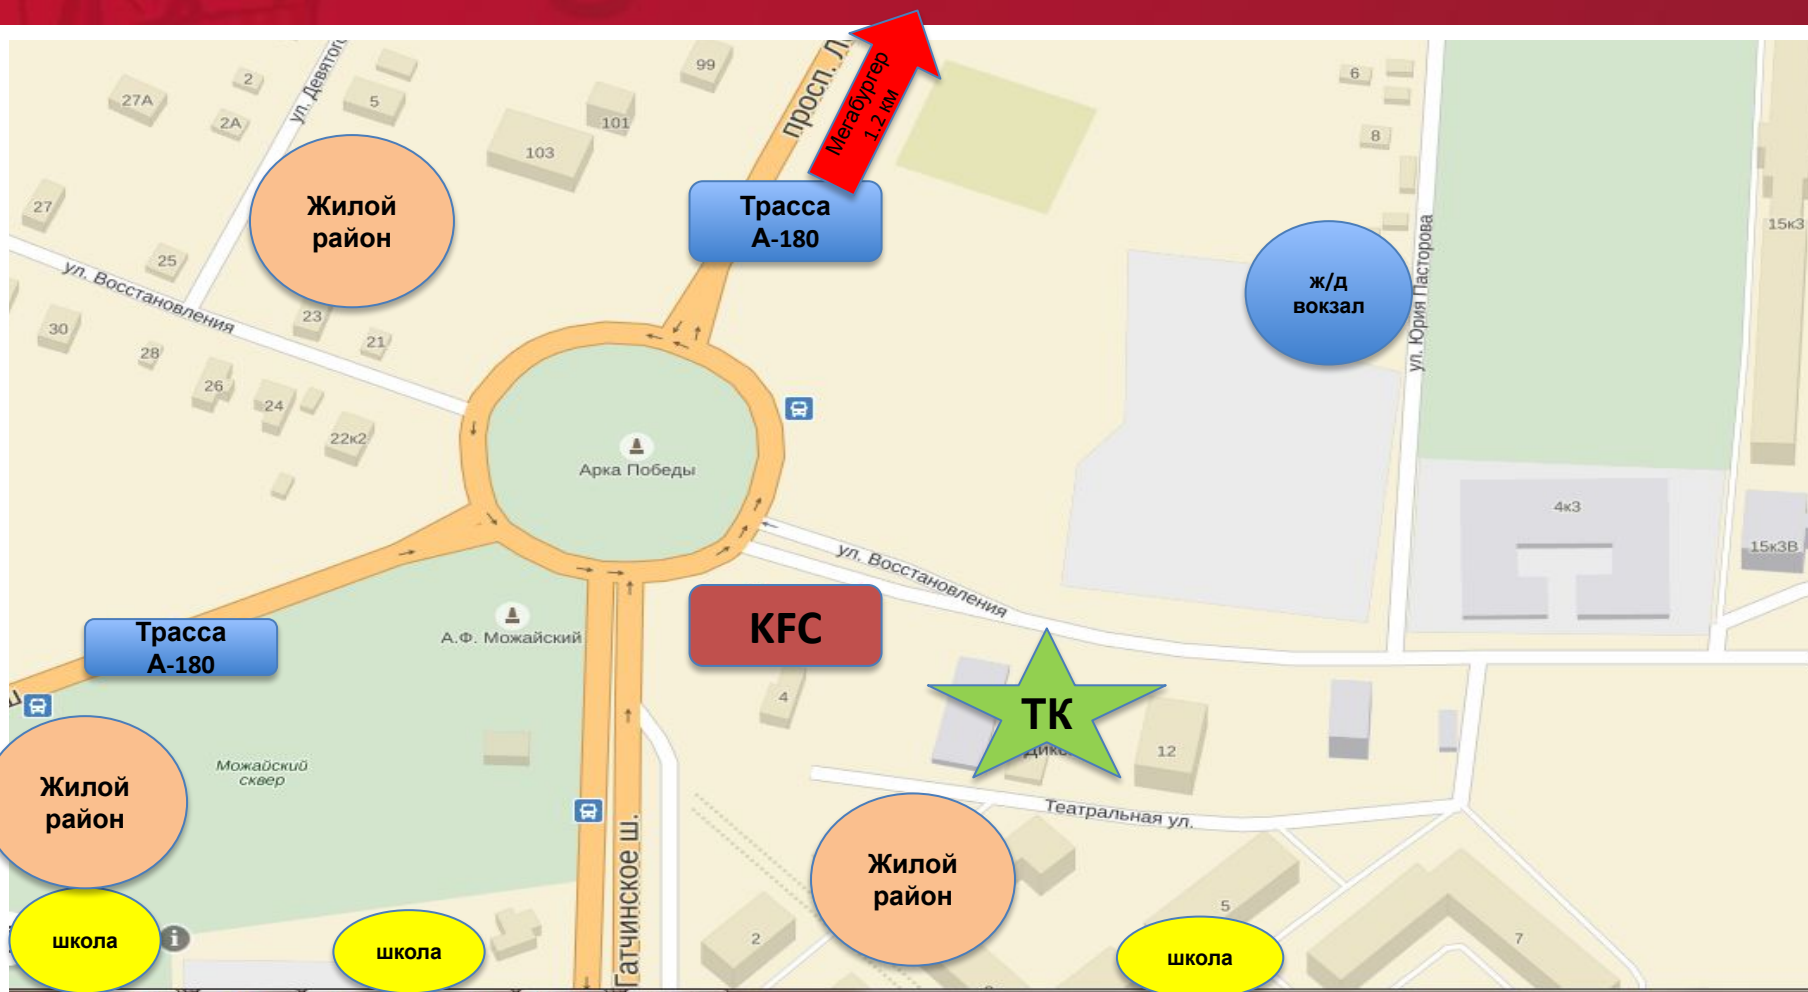 Мегабургер
1.2 км
99
просп. Л
2
27А
2А
5
ул. Девятого
101
103
6
8
Жилой
район
Трасса
А-180
27
15к3
ул. Юрия Пасторова
25
ул. Восстановления
ж/д
вокзал
23
30
21
28
26
24
22к2
Арка Победы
4к3
ул. Восстановления
15к3В
А.Ф. Можайский
KFC
Трасса
А-180
4
ТК
12
Можайский
сквер
Жилой
район
Театральная ул.
Гатчинское ш.
Жилой
район
5
2
7
школа
школа
школа